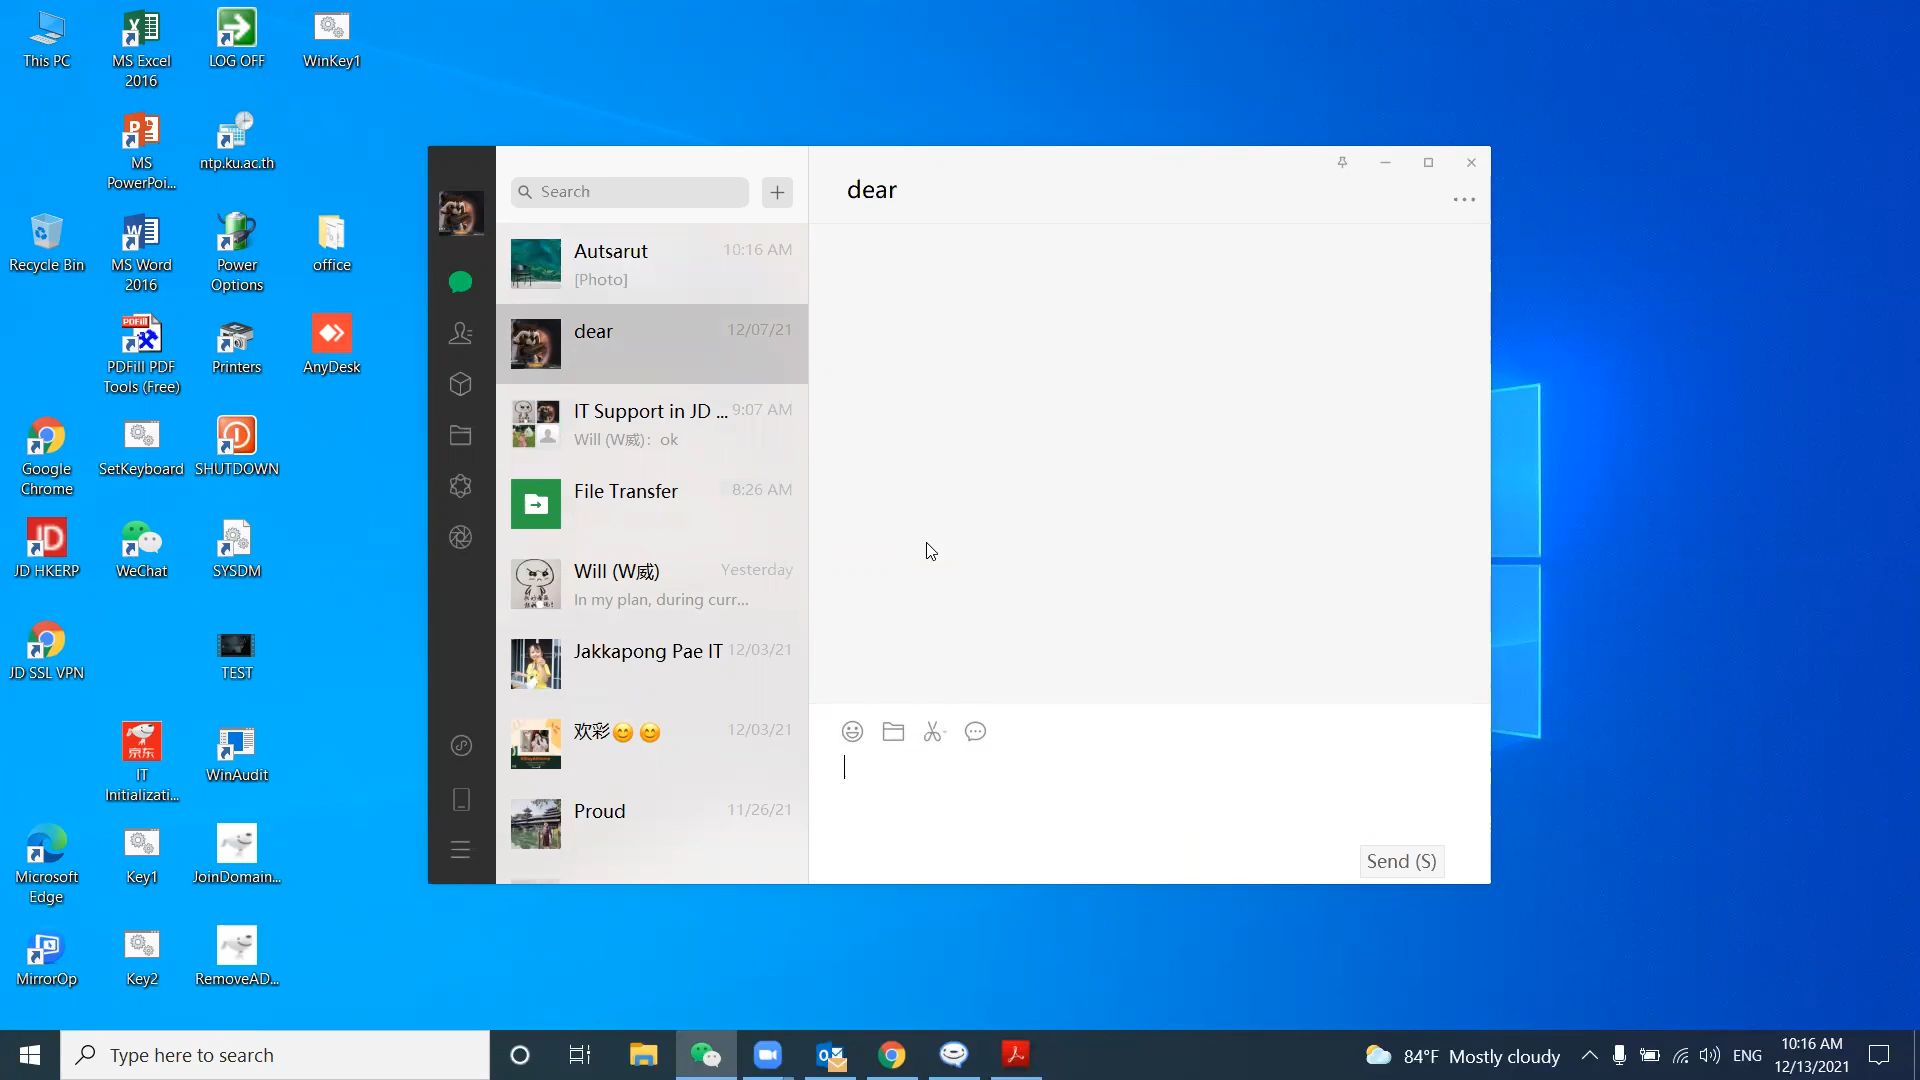 This PC
MS Excel
2016
LOG OFF
WinKey1
MS
PowerPoi...
ntp.ku.ac.th
Recycle Bin
MS Word
2016
Power
Options
office
PDFill
PDFill PDF
Tools (Free)
Printers
AnyDesk
Google
Chrome
SetKeyboard
SHUTDOWN
JD
JD HKERP
WeChat
SYSDM
JD SSL VPN
TEST
京东
IT
Initializati...
WinAudit
Microsoft
Edge
Key1
JoinDomain...
MirrorOp
Key2
RemoveAD...
Search
Autsarut
10:16 AM
[Photo]
dear
12/07/21
IT Support in JD ...
9:07 AM
Will (W威): ok
File Transfer
8:26 AM
Will (W威)
Yesterday
In my plan, during curr...
Jakkapong Pae IT
12/03/21
欢彩😊 😊
12/03/21
Proud
11/26/21
dear
Send (S)
Type here to search
84°F Mostly cloudy
ENG
10:16 AM
12/13/2021